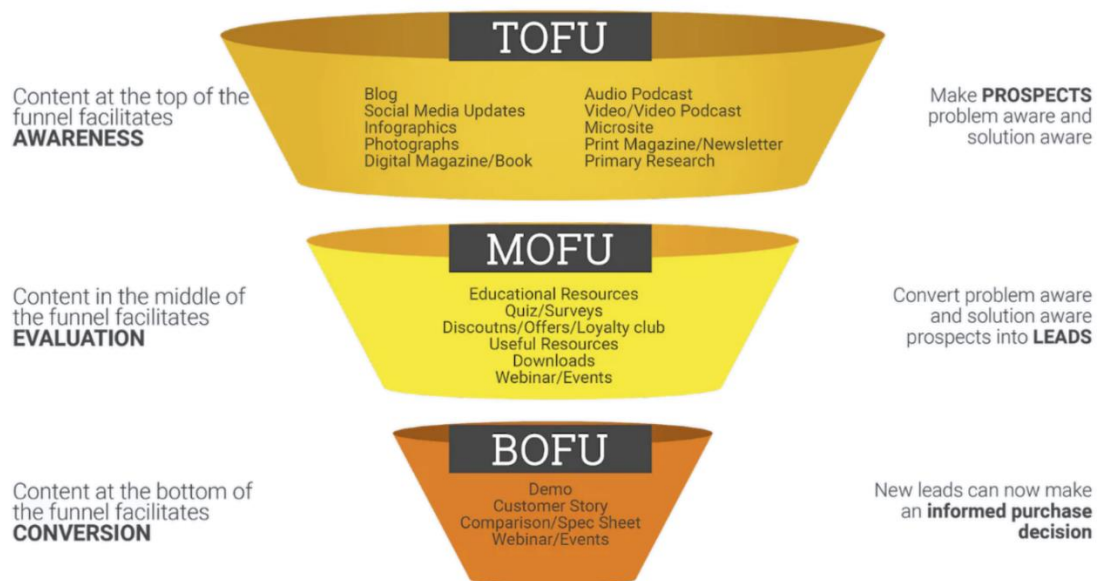 TOFU
Content at the top of the
funnel facilitates
AWARENESS
Blog
Social Media Updates
Infographics
Photographs
Digital Magazine/Book
Audio Podcast
Video/Video Podcast
Microsite
Print Magazine/Newsletter
Primary Research
Make PROSPECTS
problem aware and
solution aware
MOFU
Content in the middle of
the funnel facilitates
EVALUATION
Educational Resources
Quiz/Surveys
Discoutns/Offers/Loyalty club
Useful Resources
Downloads
Webinar/Events
Convert problem aware
and solution aware
prospects into LEADS
BOFU
Content at the bottom of
the funnel facilitates
CONVERSION
Demo
Customer Story
Comparison/Spec Sheet
Webinar/Events
New leads can now make
an informed purchase
decision